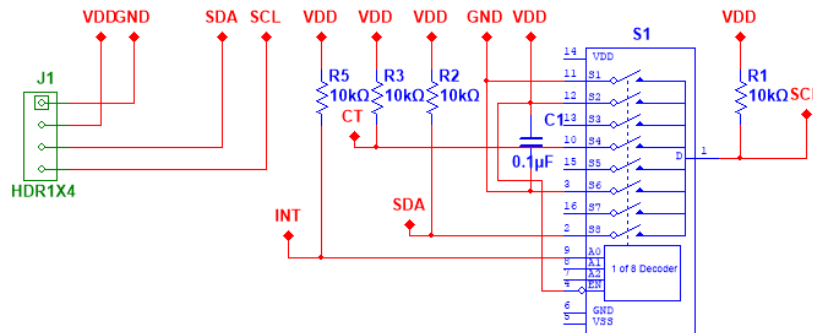 VDD GND SDA SCL VDD VDD VDD GND VDD S1 VDD
J1
HDR1X4
R5
10kΩ
R3
10kΩ
R2
10kΩ
CT
INT
SDA
C1
0.1µF
14 VDD
11 S1
12 S2
13 S3
10 S4
15 S5
3 S6
16 S7
2 S8
9 A0
8 A1
7 A2
4 EN
6 GND
5 VSS
1 of 8 Decoder
D 1
R1
10kΩ